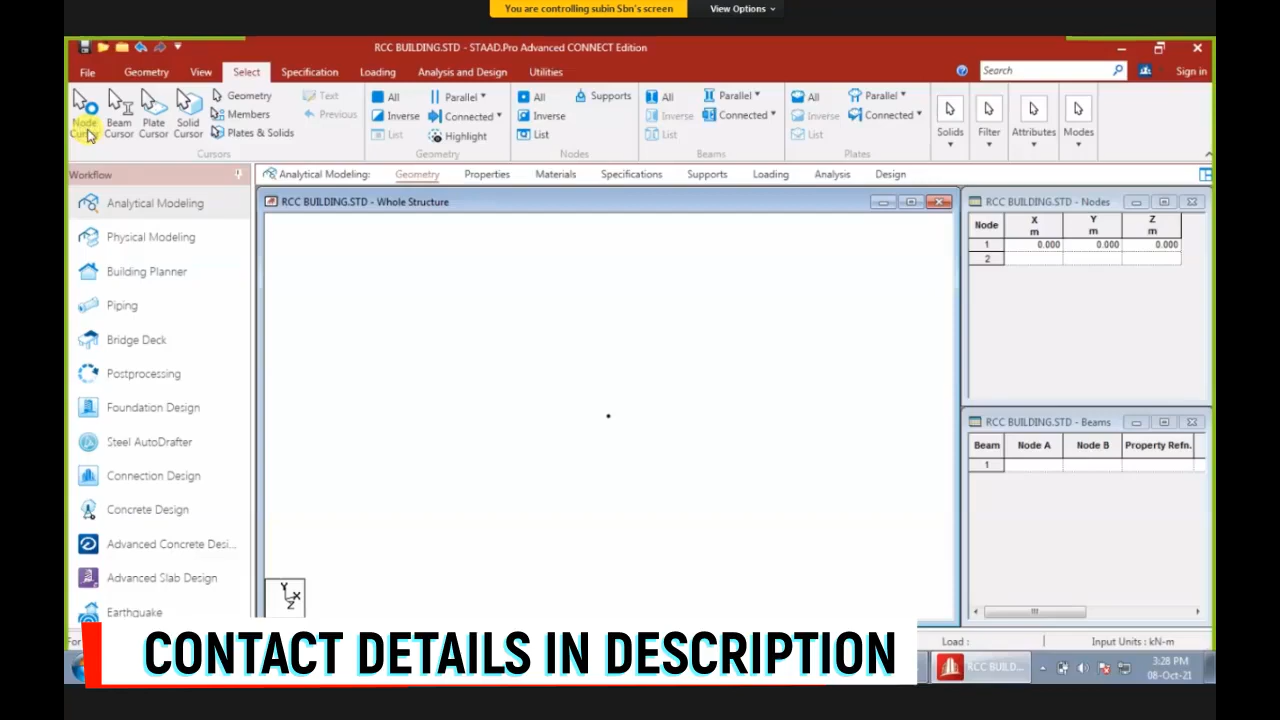 You are controlling subin Sbn's screen
View Options
RCC BUILDING.STD - STAAD.Pro Advanced CONNECT Edition
File
Geometry
View
Select
Specification
Loading
Analysis and Design
Utilities
Search
Sign in
Node Cursor
Beam Cursor
Plate Cursor
Solid Cursor
Geometry
Members
Plates & Solids
Text
Previous
Cursors
All
Inverse
List
Parallel
Connected
Highlight
Geometry
All
Inverse
List
Supports
Nodes
All
Inverse
List
Parallel
Connected
Beams
All
Inverse
List
Parallel
Connected
Plates
Solids
Filter
Attributes
Modes
Workflow
Analytical Modeling:
Geometry
Properties
Materials
Specifications
Supports
Loading
Analysis
Design
Analytical Modeling
Physical Modeling
Building Planner
Piping
Bridge Deck
Postprocessing
Foundation Design
Steel AutoDrafter
Connection Design
Concrete Design
Advanced Concrete Desi...
Advanced Slab Design
Earthquake
RCC BUILDING.STD - Whole Structure
Y
X
Z
RCC BUILDING.STD - Nodes
Node X m Y m Z m
1 0.000 0.000 0.000
2
RCC BUILDING.STD - Beams
Beam Node A Node B Property Refn.
1
Load :
Input Units : kN-m
CONTACT DETAILS IN DESCRIPTION
RCC BUILD...
3:28 PM
08-Oct-21